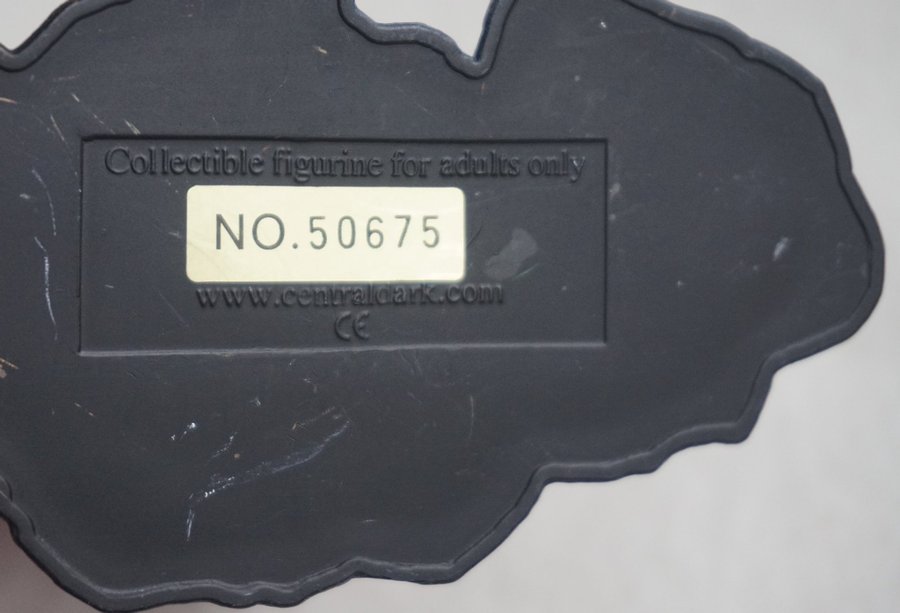 Collectible figurine for adults only
NO.50675
www.centraldark.com
CE